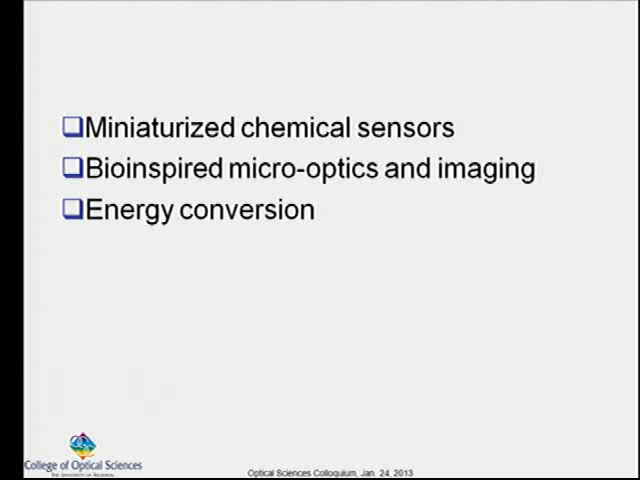 Miniaturized chemical sensors
Bioinspired micro-optics and imaging
Energy conversion
College of Optical Sciences
THE UNIVERSITY OF ARIZONA
Optical Sciences Colloquium, Jan. 24, 2013